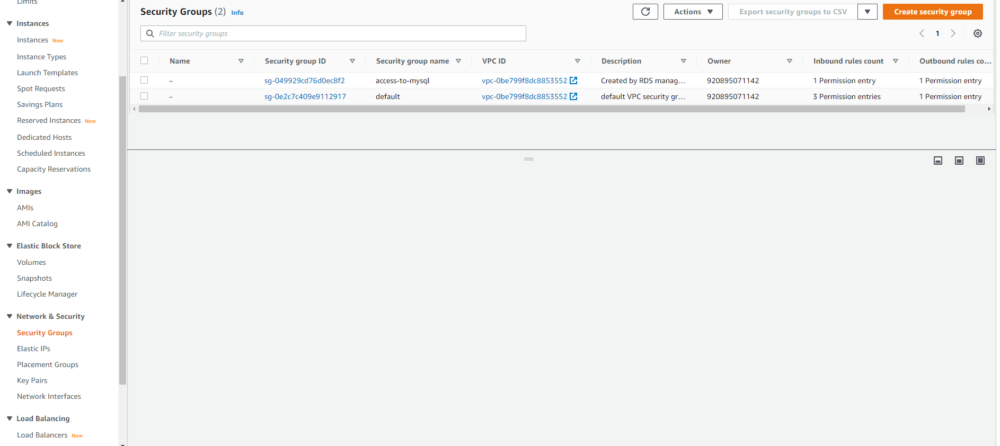 Limits
Instances
Instances New
Instance Types
Launch Templates
Spot Requests
Savings Plans
Reserved Instances New
Dedicated Hosts
Scheduled Instances
Capacity Reservations
Images
AMIs
AMI Catalog
Elastic Block Store
Volumes
Snapshots
Lifecycle Manager
Network & Security
Security Groups
Elastic IPs
Placement Groups
Key Pairs
Network Interfaces
Load Balancing
Load Balancers New
Security Groups (2) Info
Actions
Export security groups to CSV
Create security group
Filter security groups
1
Name Security group ID Security group name VPC ID Description Owner Inbound rules count Outbound rules co...
– sg-049929cd76d0ec8f2 access-to-mysql vpc-0be799f8dc8853552 Created by RDS manag... 920895071142 1 Permission entry 1 Permission entry
– sg-0e2c7c409e9112917 default vpc-0be799f8dc8853552 default VPC security gr... 920895071142 3 Permission entries 1 Permission entry